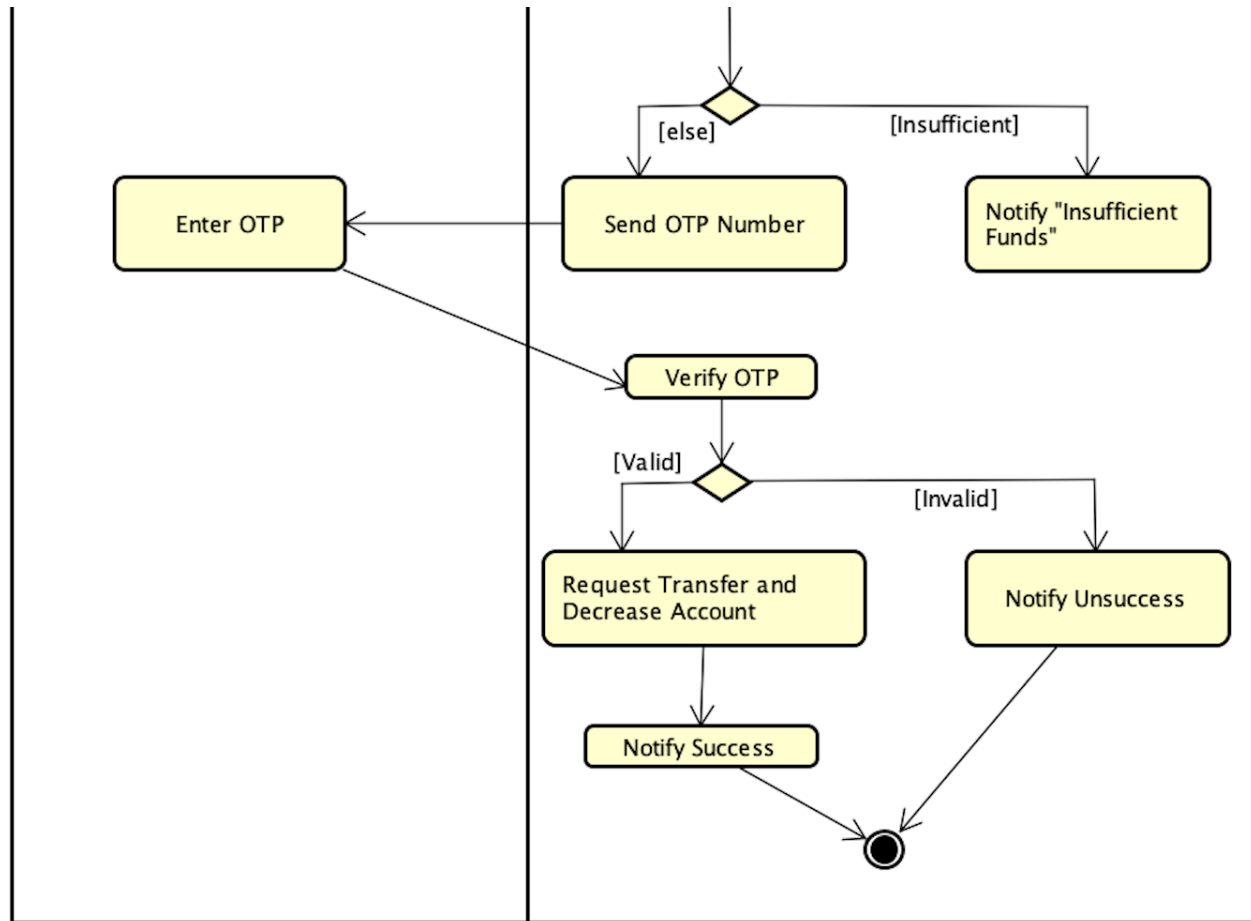 [else]
[Insufficient]
Enter OTP
Send OTP Number
Notify "Insufficient
Funds"
Verify OTP
[Valid]
[Invalid]
Request Transfer and
Decrease Account
Notify Unsuccess
Notify Success